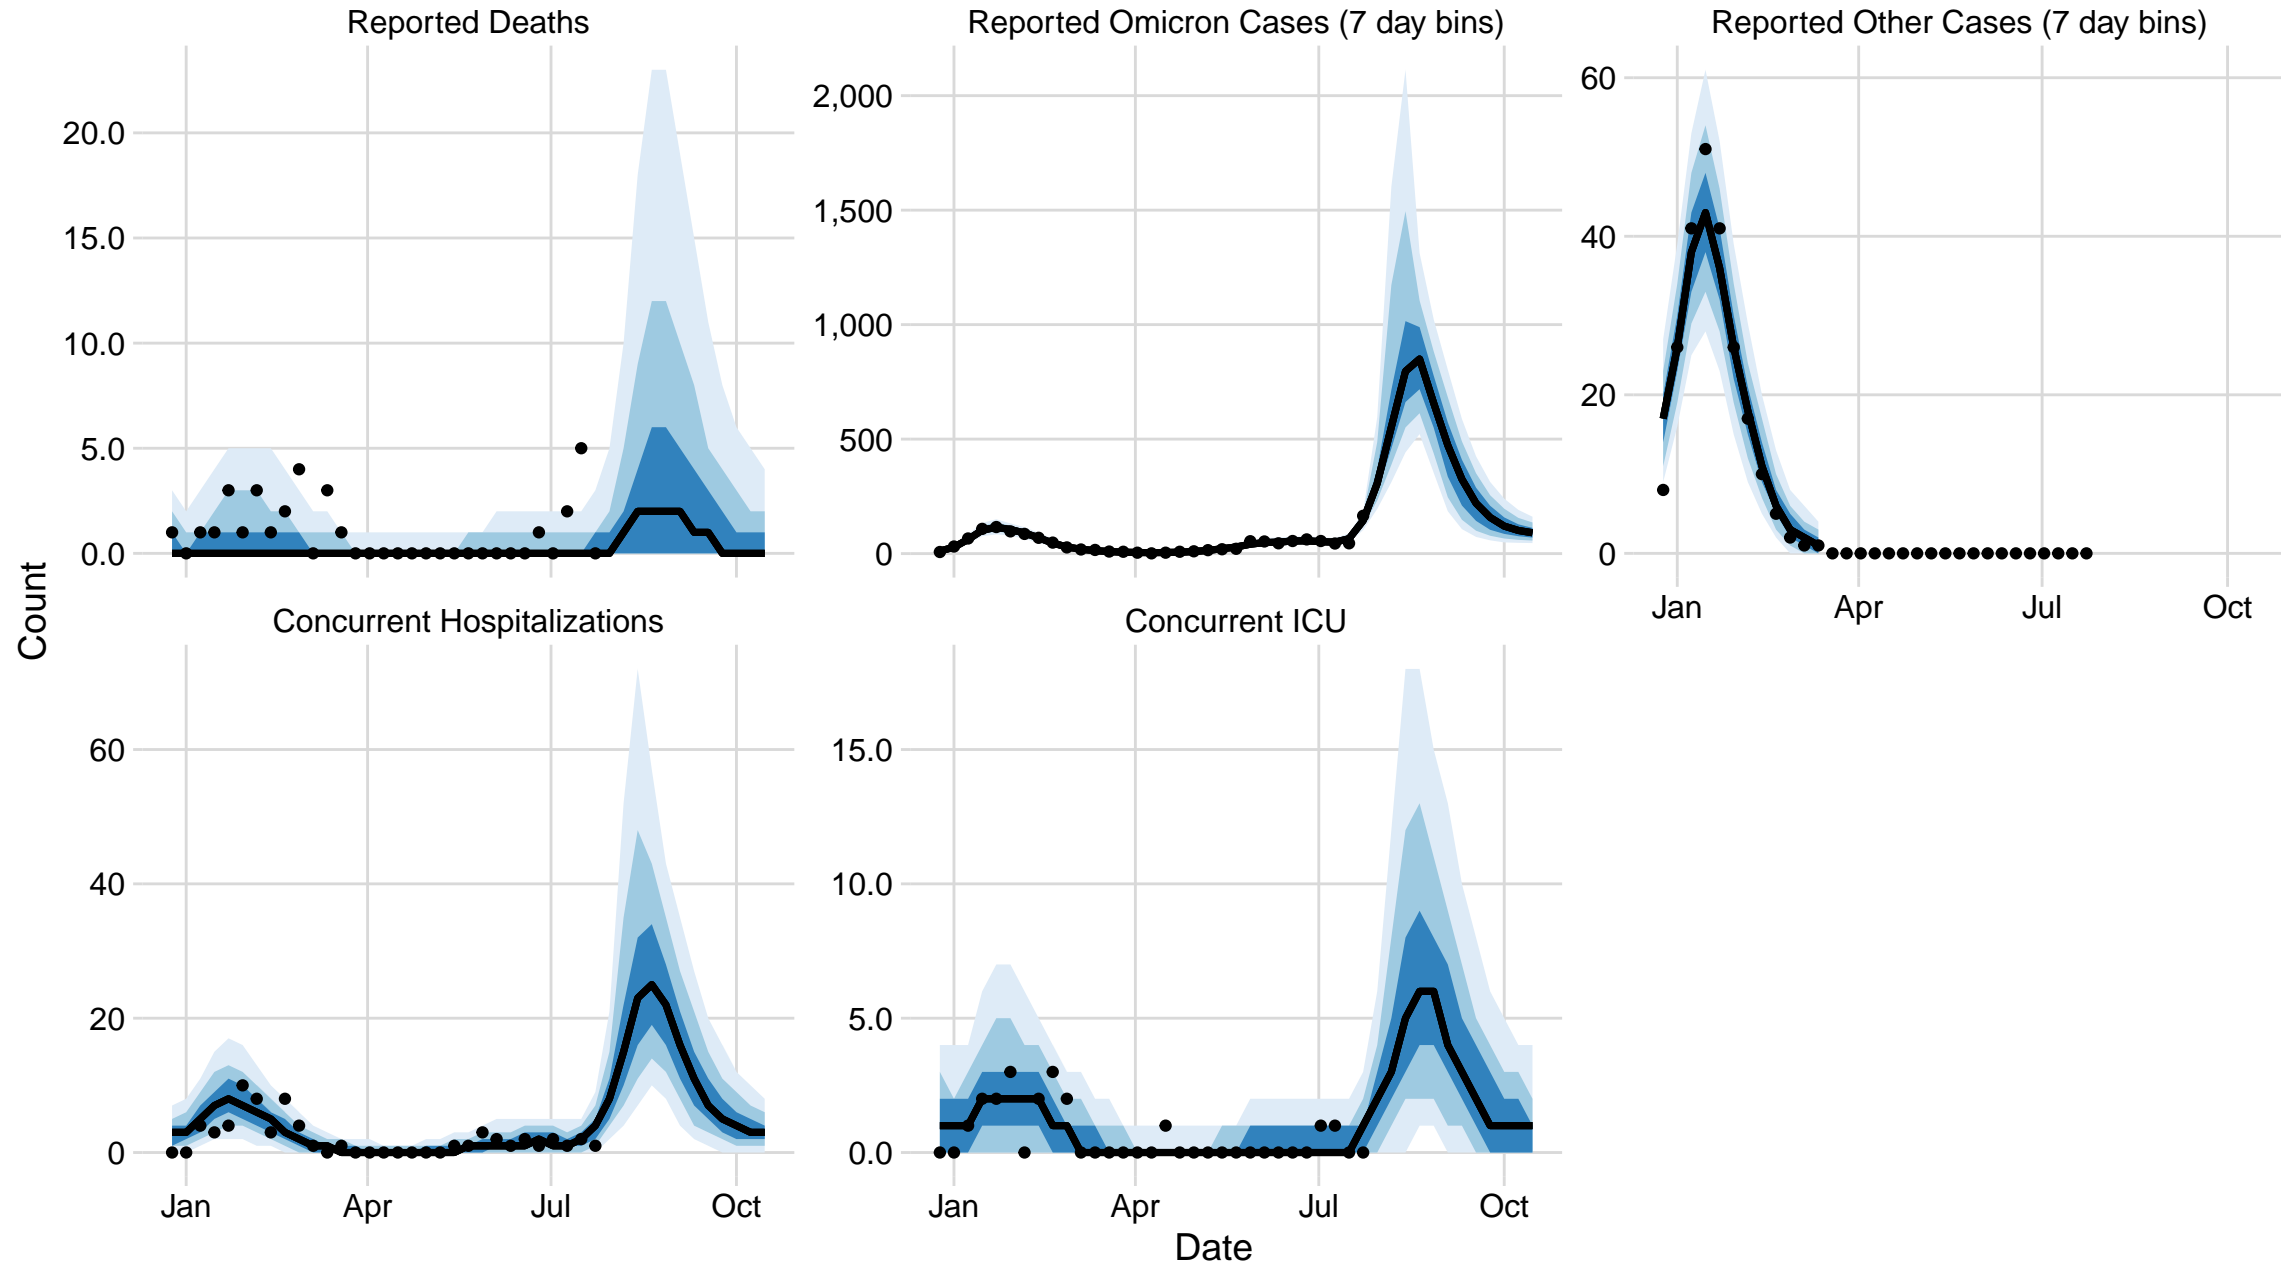 Reported Deaths
Reported Omicron Cases (7 day bins)
Reported Other Cases (7 day bins)
20.0
15.0
10.0
5.0
0.0
2,000
1,500
1,000
500
0
60
40
20
0
Jan Apr Jul Oct
Count
Concurrent Hospitalizations
Concurrent ICU
60
40
20
0
Jan Apr Jul Oct
15.0
10.0
5.0
0.0
Jan Apr Jul Oct
Date